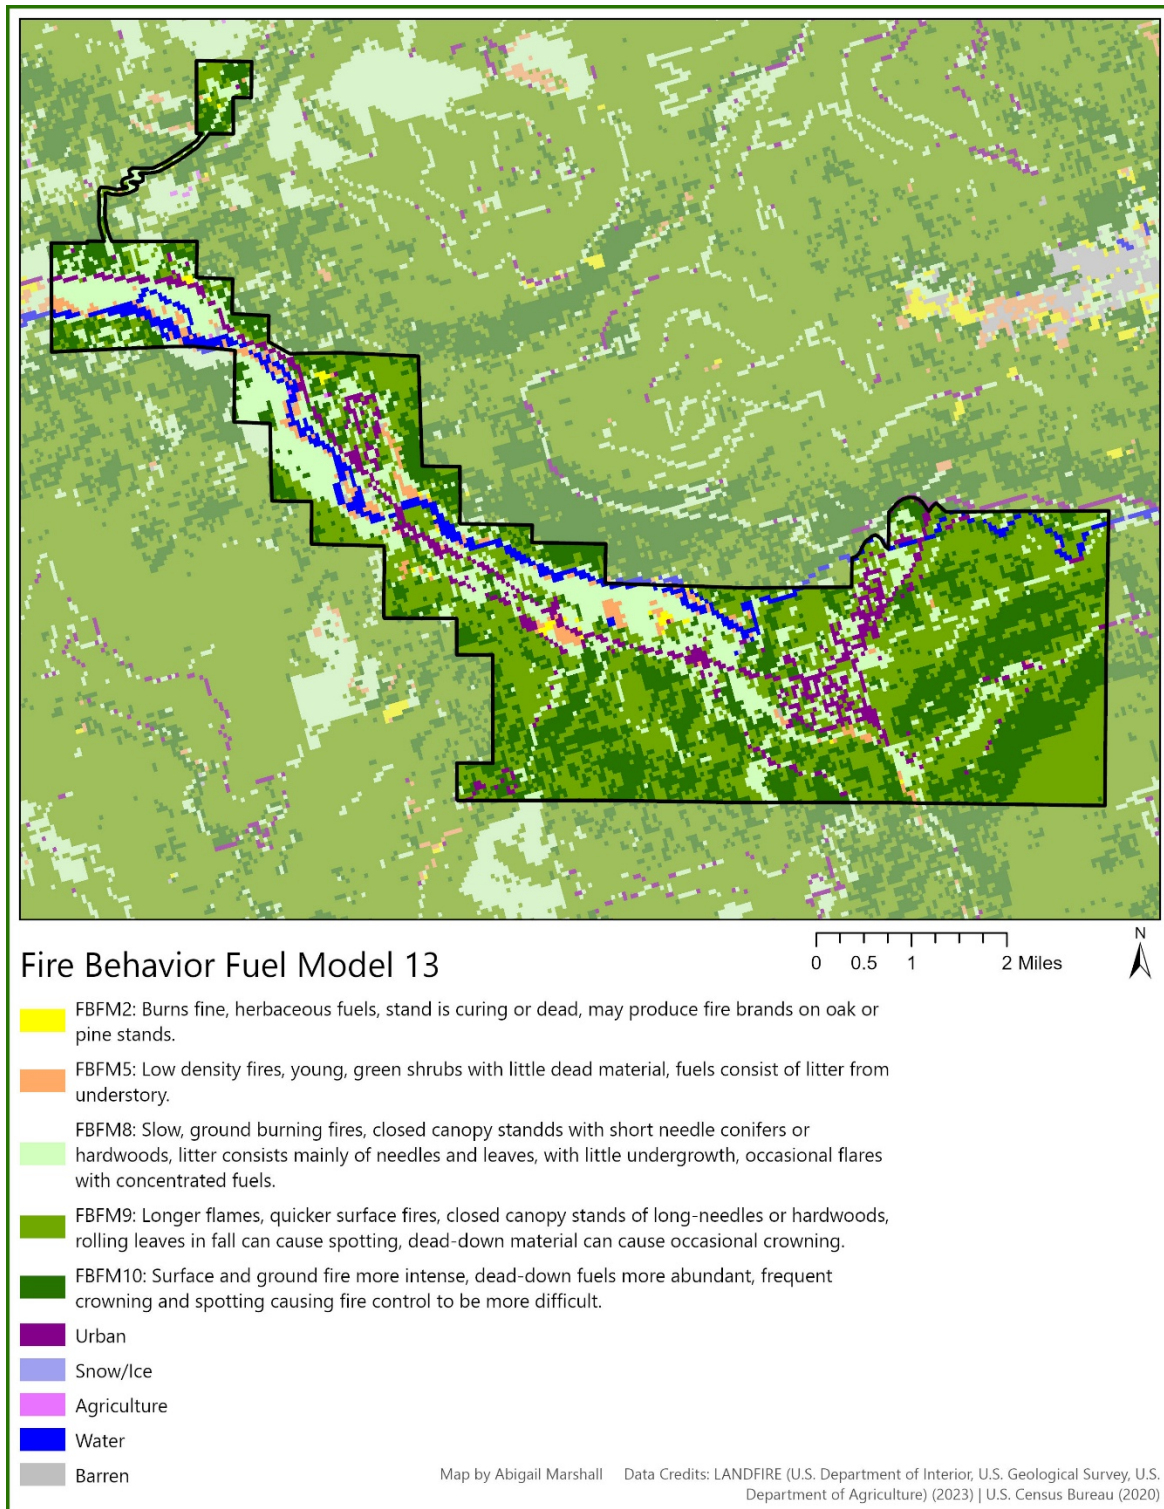 Fire Behavior Fuel Model 13
0 0.5 1 2 Miles
N
FBFM2: Burns fine, herbaceous fuels, stand is curing or dead, may produce fire brands on oak or
pine stands.
FBFM5: Low density fires, young, green shrubs with little dead material, fuels consist of litter from
understory.
FBFM8: Slow, ground burning fires, closed canopy standds with short needle conifers or
hardwoods, litter consists mainly of needles and leaves, with little undergrowth, occasional flares
with concentrated fuels.
FBFM9: Longer flames, quicker surface fires, closed canopy stands of long-needles or hardwoods,
rolling leaves in fall can cause spotting, dead-down material can cause occasional crowning.
FBFM10: Surface and ground fire more intense, dead-down fuels more abundant, frequent
crowning and spotting causing fire control to be more difficult.
Urban
Snow/Ice
Agriculture
Water
Barren
Map by Abigail Marshall Data Credits: LANDFIRE (U.S. Department of Interior, U.S. Geological Survey, U.S.
Department of Agriculture) (2023) | U.S. Census Bureau (2020)